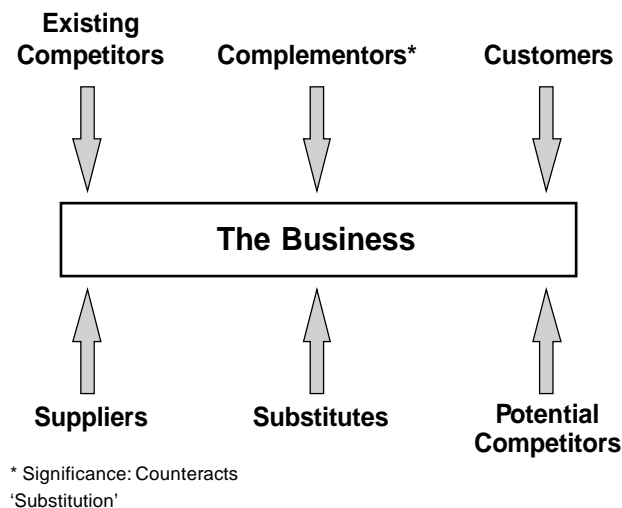 Existing
Competitors
Complementors*
Customers
The Business
Suppliers
Substitutes
Potential
Competitors
* Significance: Counteracts
‘Substitution’